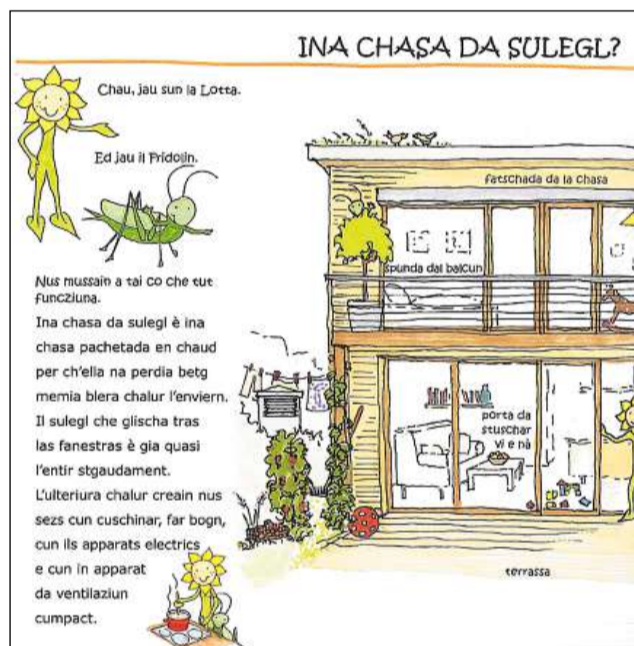 INA CHASA DA SULEGL?
Chau, jau sun la Lotta.
Ed jau il Fridolin.
Nus mussain a tai co che tut
funcziuna.
Ina chasa da sulegl è ina
chasa pachetada en chaud
per ch'ella na perdia betg
memia blera chalur l'enviern.
Il sulegl che glischa tras
las fanestras è gia quasi
l'entir stgaudament.
L'ulteriura chalur creain nus
sezs cun cuschinar, far bogn,
cun ils apparats electrics
e cun in apparat
da ventilaziun
cumpact.
fatschada da la chasa
spunda dal balcun
porta da
stuschar
vi e nà
terrassa